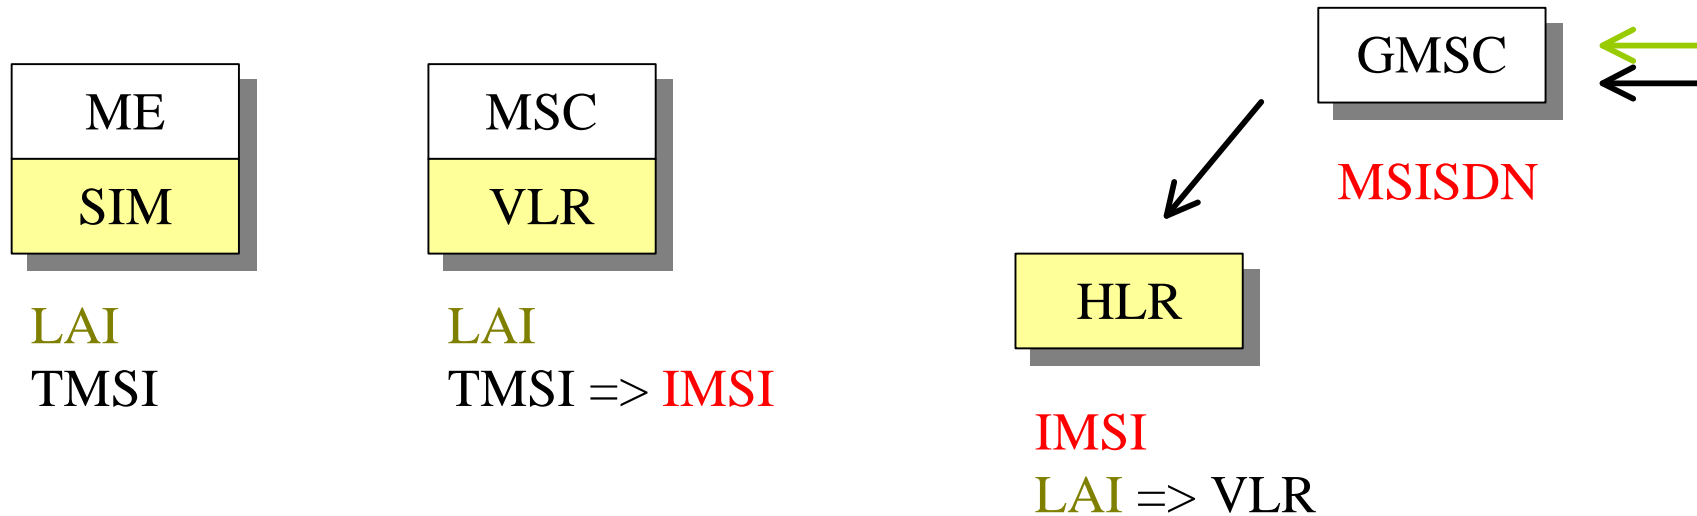 ME
SIM
LAI
TMSI
MSC
VLR
LAI
TMSI => IMSI
GMSC
MSISDN
HLR
IMSI
LAI => VLR